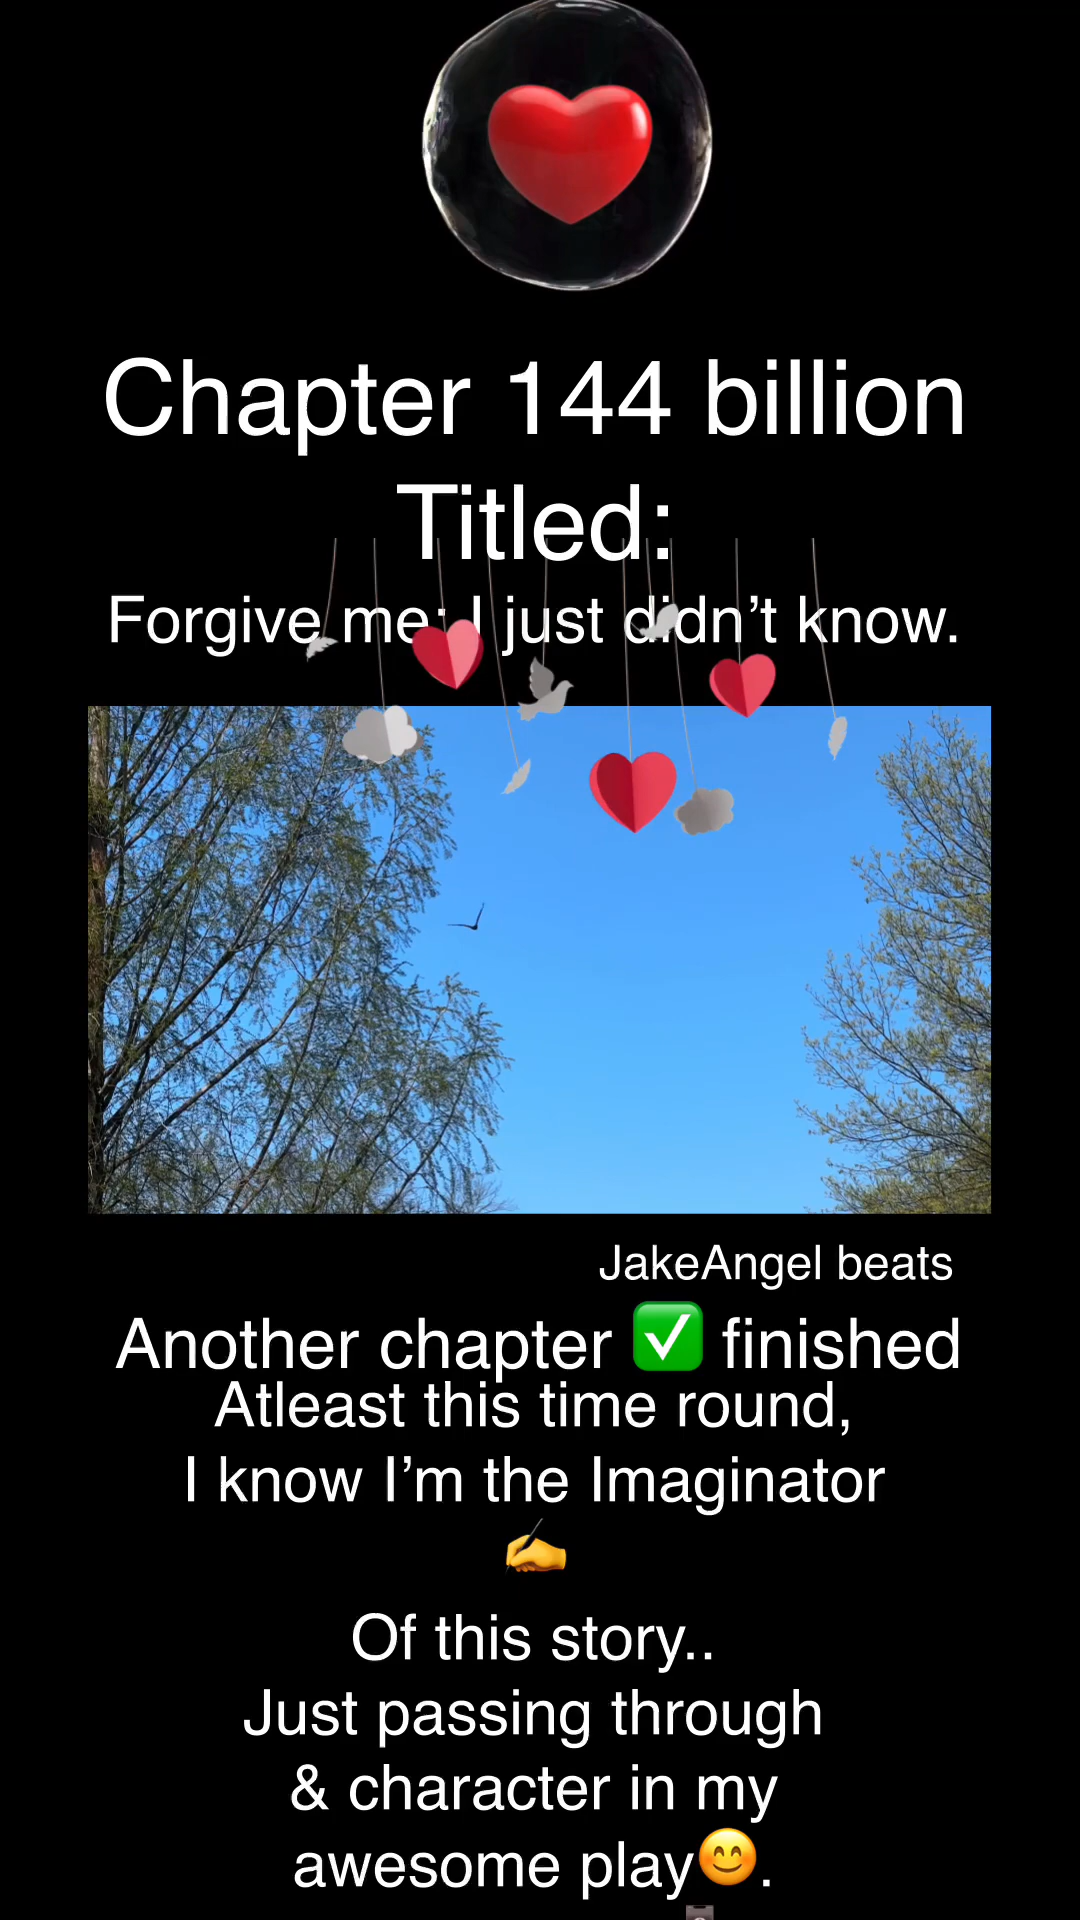 Chapter 144 billion
Titled:
Forgive me; I just didn’t know.
JakeAngel beats
Another chapter ✅ finished
Atleast this time round,
I know I’m the Imaginator
✍️
Of this story..
Just passing through
& character in my
awesome play😊.